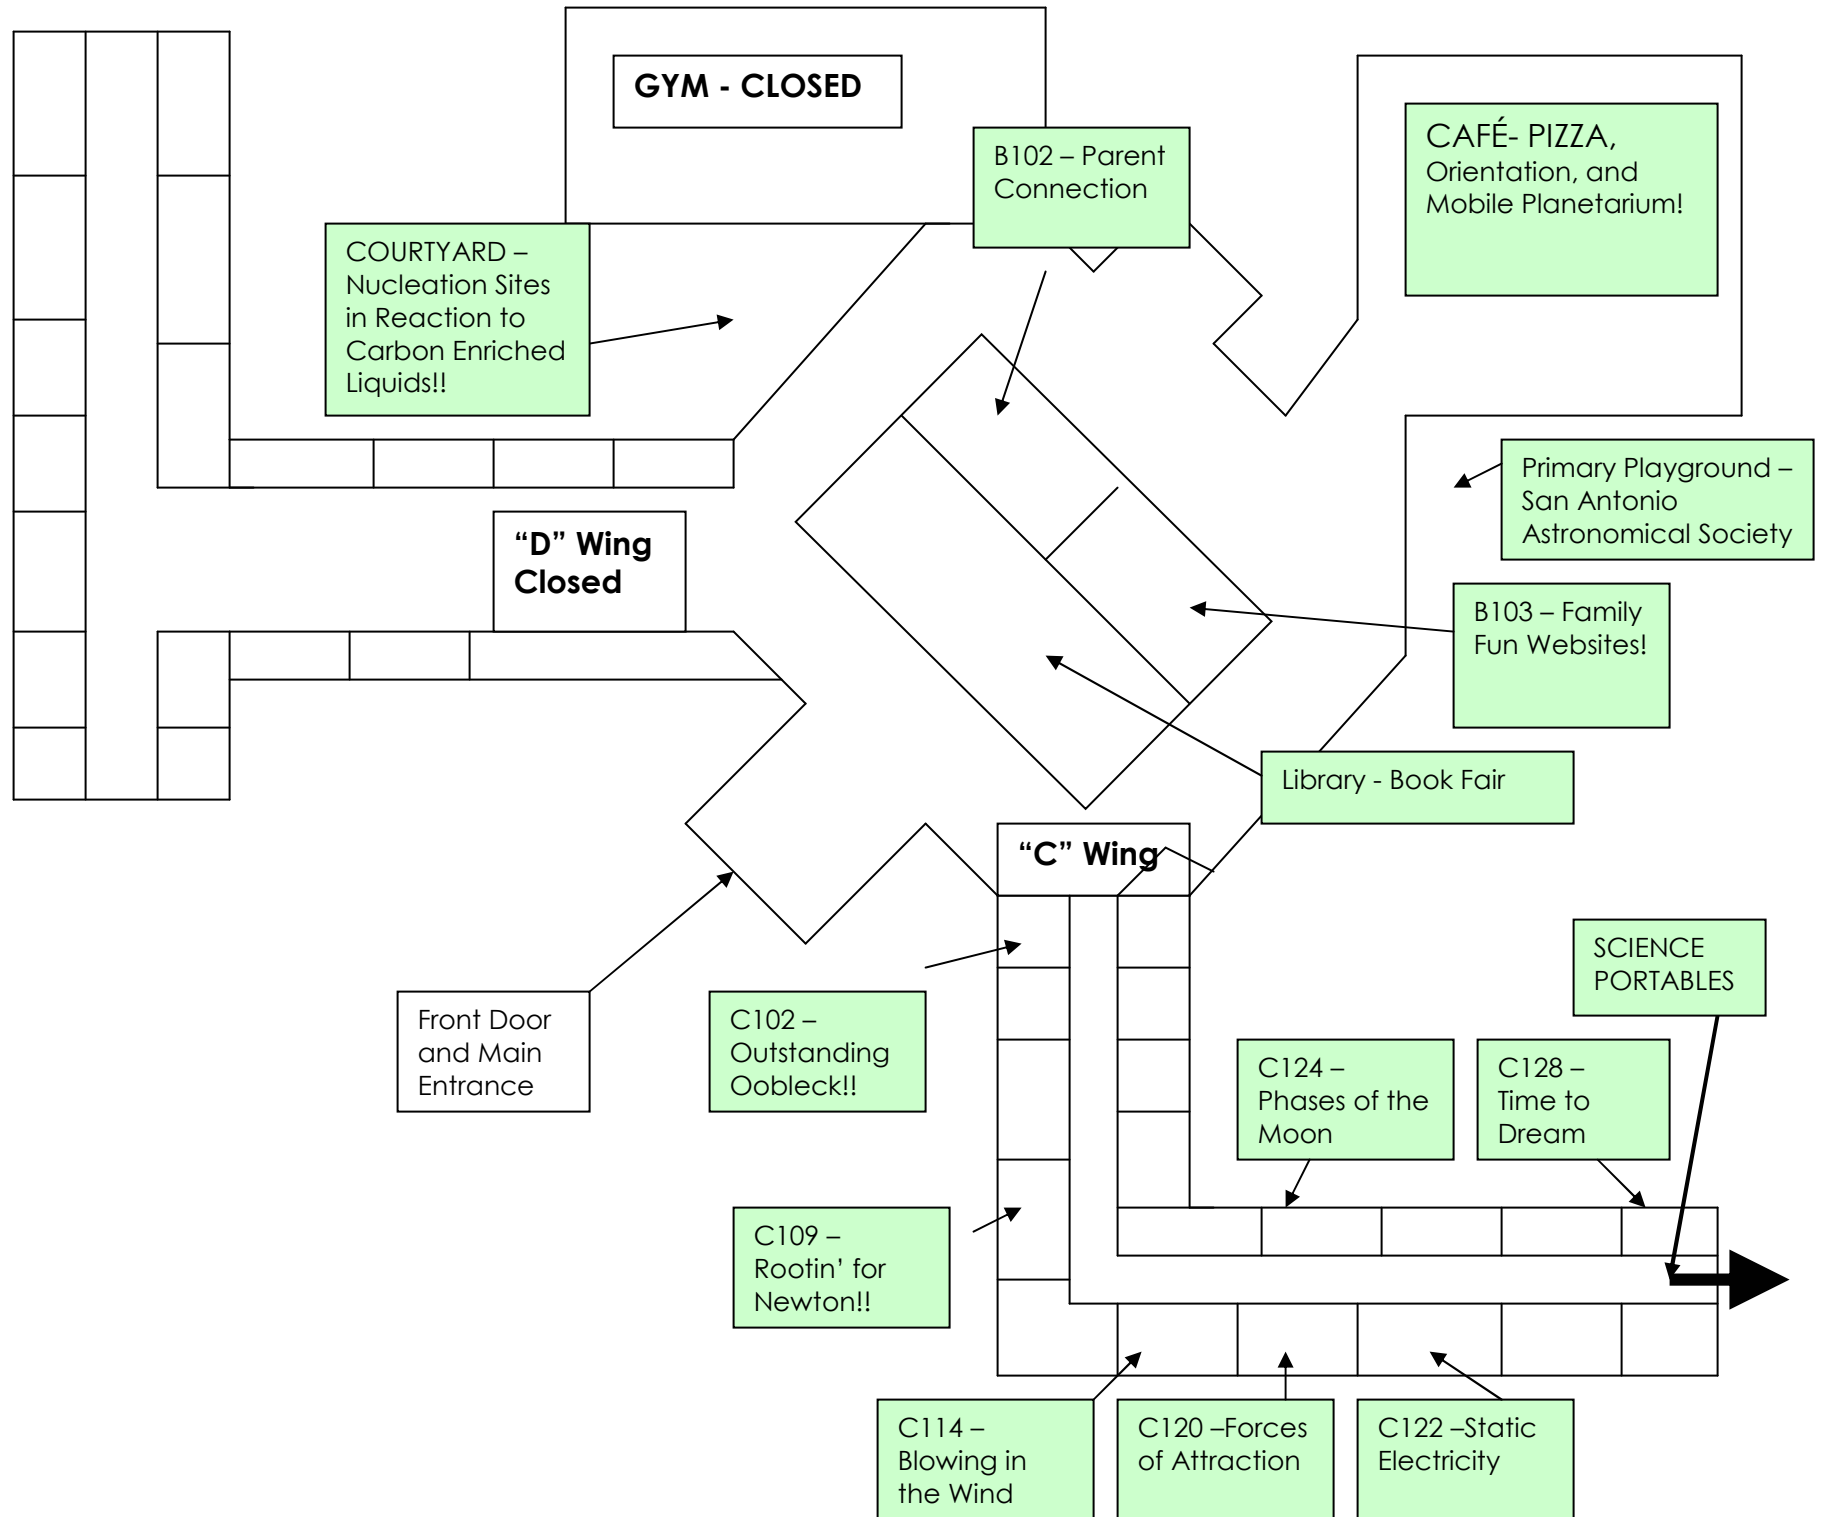 GYM - CLOSED
B102 – Parent
Connection
CAFÉ- PIZZA,
Orientation, and
Mobile Planetarium!
COURTYARD –
Nucleation Sites
in Reaction to
Carbon Enriched
Liquids!!
Primary Playground –
San Antonio
Astronomical Society
“D” Wing
Closed
B103 – Family
Fun Websites!
Library - Book Fair
“C” Wing
SCIENCE
PORTABLES
Front Door
and Main
Entrance
C102 –
Outstanding
Oobleck!!
C124 –
Phases of the
Moon
C128 –
Time to
Dream
C109 –
Rootin’ for
Newton!!
C114 –
Blowing in
the Wind
C120 –Forces
of Attraction
C122 –Static
Electricity